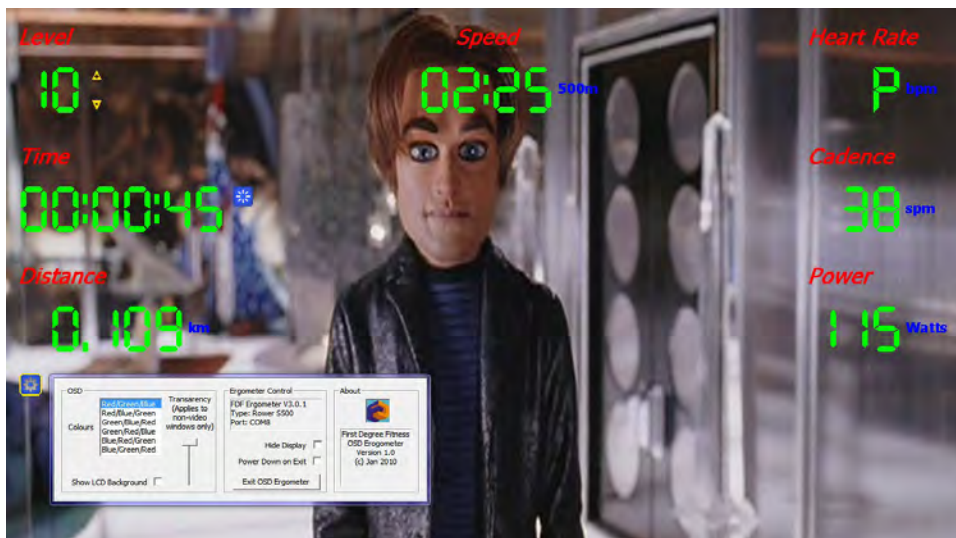 Level
Speed
Heart Rate
10
02:25 500m
P bpm
Time
Cadence
00:00:45
38 spm
Distance
Power
0.109 km
115 Watts
OSD
Colours
Red/Green/Blue
Red/Blue/Green
Green/Blue/Red
Green/Red/Blue
Blue/Red/Green
Blue/Green/Red
Transarency
(Applies to
non-video
windows only)
Show LCD Background
Ergometer Control
FDF Ergometer V3.0.1
Type: Rower S500
Port: COM8
Hide Display
Power Down on Exit
Exit OSD Ergometer
About
First Degree Fitness
OSD Erogometer
Version 1.0
(c) Jan 2010